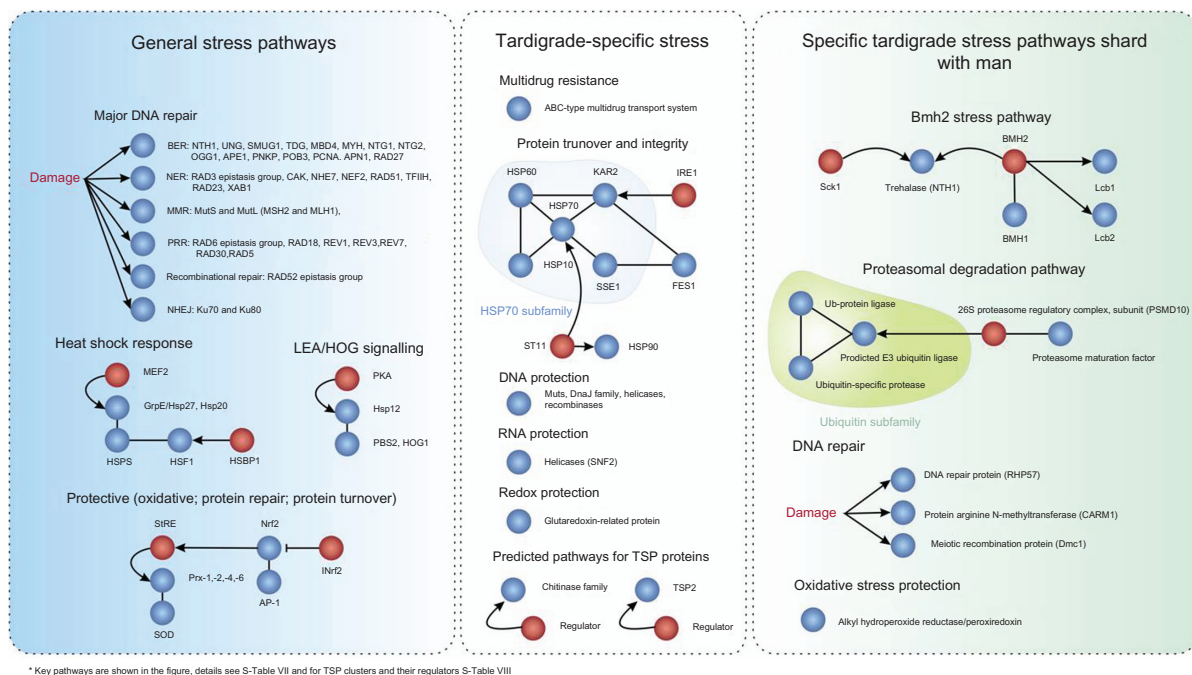 General stress pathways
Major DNA repair
Damage
BER: NTH1, UNG, SMUG1, TDG, MBD4, MYH, NTG1, NTG2,
OGG1, APE1, PNKP, POB3, PCNA. APN1, RAD27
NER: RAD3 epistasis group, CAK, NHE7, NEF2, RAD51, TFIIH,
RAD23, XAB1
MMR: MutS and MutL (MSH2 and MLH1),
PRR: RAD6 epistasis group, RAD18, REV1, REV3,REV7,
RAD30,RAD5
Recombinational repair: RAD52 epistasis group
NHEJ: Ku70 and Ku80
Heat shock response
MEF2
GrpE/Hsp27, Hsp20
HSPS
HSF1
HSBP1
LEA/HOG signalling
PKA
Hsp12
PBS2, HOG1
Protective (oxidative; protein repair; protein turnover)
StRE
Nrf2
INrf2
Prx-1,-2,-4,-6
AP-1
SOD
Tardigrade-specific stress
Multidrug resistance
ABC-type multidrug transport system
Protein trunover and integrity
HSP60
KAR2
IRE1
HSP70
HSP10
SSE1
FES1
HSP70 subfamily
ST11
HSP90
DNA protection
Muts, DnaJ family, helicases,
recombinases
RNA protection
Helicases (SNF2)
Redox protection
Glutaredoxin-related protein
Predicted pathways for TSP proteins
Chitinase family
Regulator
TSP2
Regulator
Specific tardigrade stress pathways shard
with man
Bmh2 stress pathway
BMH2
Sck1
Trehalase (NTH1)
Lcb1
BMH1
Lcb2
Proteasomal degradation pathway
Ub-protein ligase
26S proteasome regulatory complex, subunit (PSMD10)
Predicted E3 ubiquitin ligase
Proteasome maturation factor
Ubiquitin-specific protease
Ubiquitin subfamily
DNA repair
Damage
DNA repair protein (RHP57)
Protein arginine N-methyltransferase (CARM1)
Meiotic recombination protein (Dmc1)
Oxidative stress protection
Alkyl hydroperoxide reductase/peroxiredoxin
* Key pathways are shown in the figure, details see S-Table VII and for TSP clusters and their regulators S-Table VIII